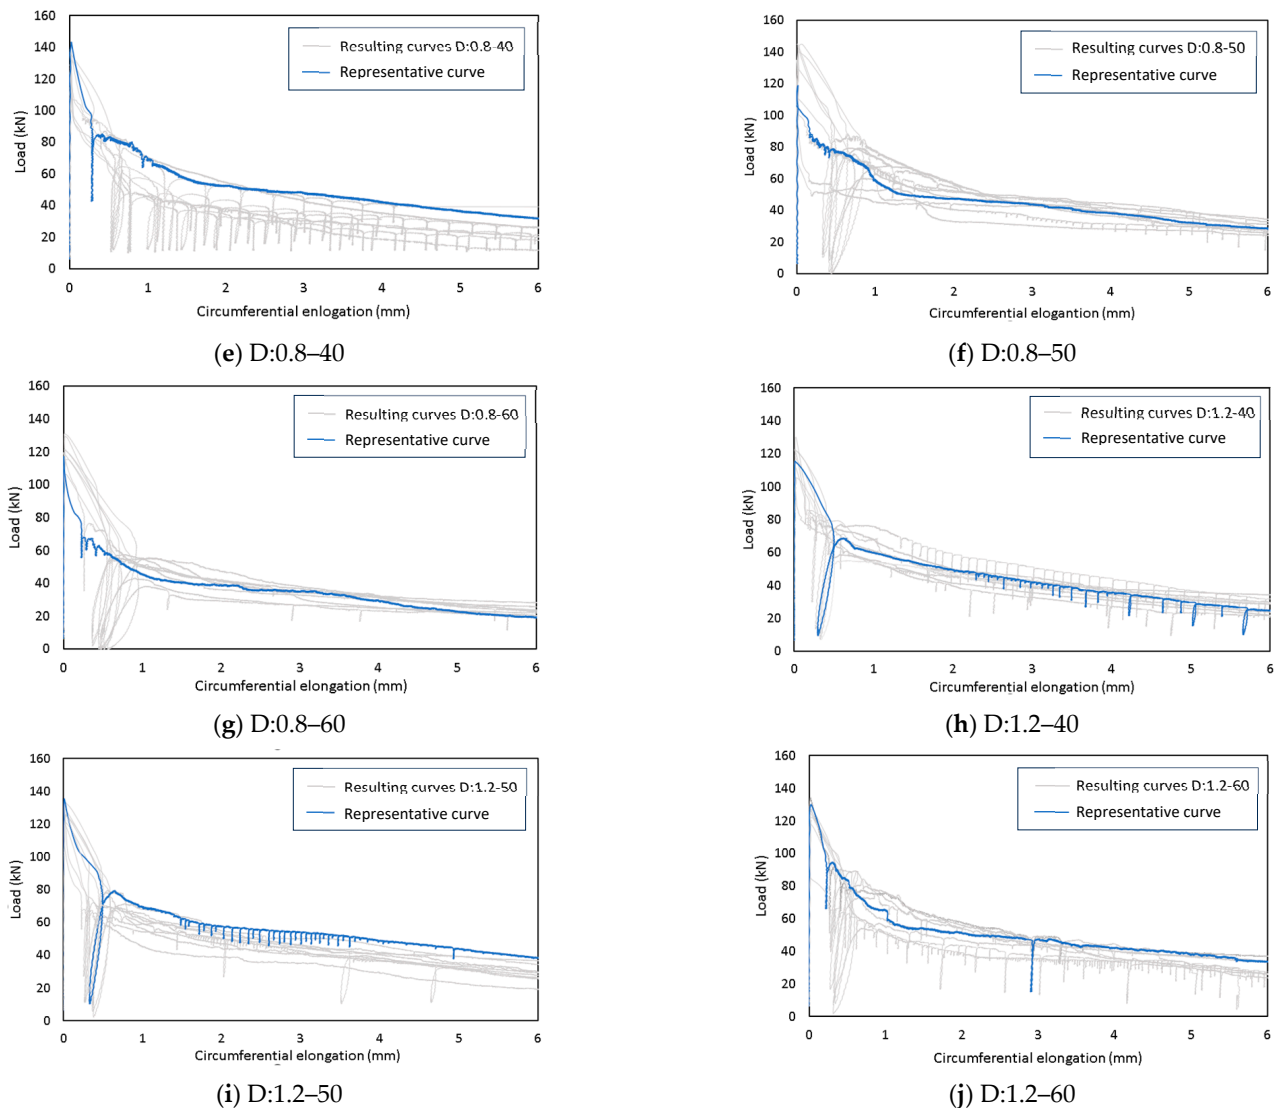 160
140
120
100
80
60
40
20
0
Load (kN)
Resulting curves D:0.8-40
Representative curve
0 1 2 3 4 5 6
Circumferential enlogation (mm)
(e) D:0.8–40
160
140
120
100
80
60
40
20
0
Load (kN)
Resulting curves D:0.8-50
Representative curve
0 1 2 3 4 5 6
Circumferential elogantion (mm)
(f) D:0.8–50
160
140
120
100
80
60
40
20
0
Load (kN)
Resulting curves D:0.8-60
Representative curve
0 1 2 3 4 5 6
Circumferential elongation (mm)
(g) D:0.8–60
160
140
120
100
80
60
40
20
0
Load (kN)
Resulting curves D:1.2-40
Representative curve
0 1 2 3 4 5 6
Circumferential elongation (mm)
(h) D:1.2–40
160
140
120
100
80
60
40
20
0
Load (kN)
Resulting curves D:1.2-50
Representative curve
0 1 2 3 4 5 6
Circumferential elongation (mm)
(i) D:1.2–50
160
140
120
100
80
60
40
20
0
Load (kN)
Resulting curves D:1.2-60
Representative curve
0 1 2 3 4 5 6
Circumferential elongation (mm)
(j) D:1.2–60